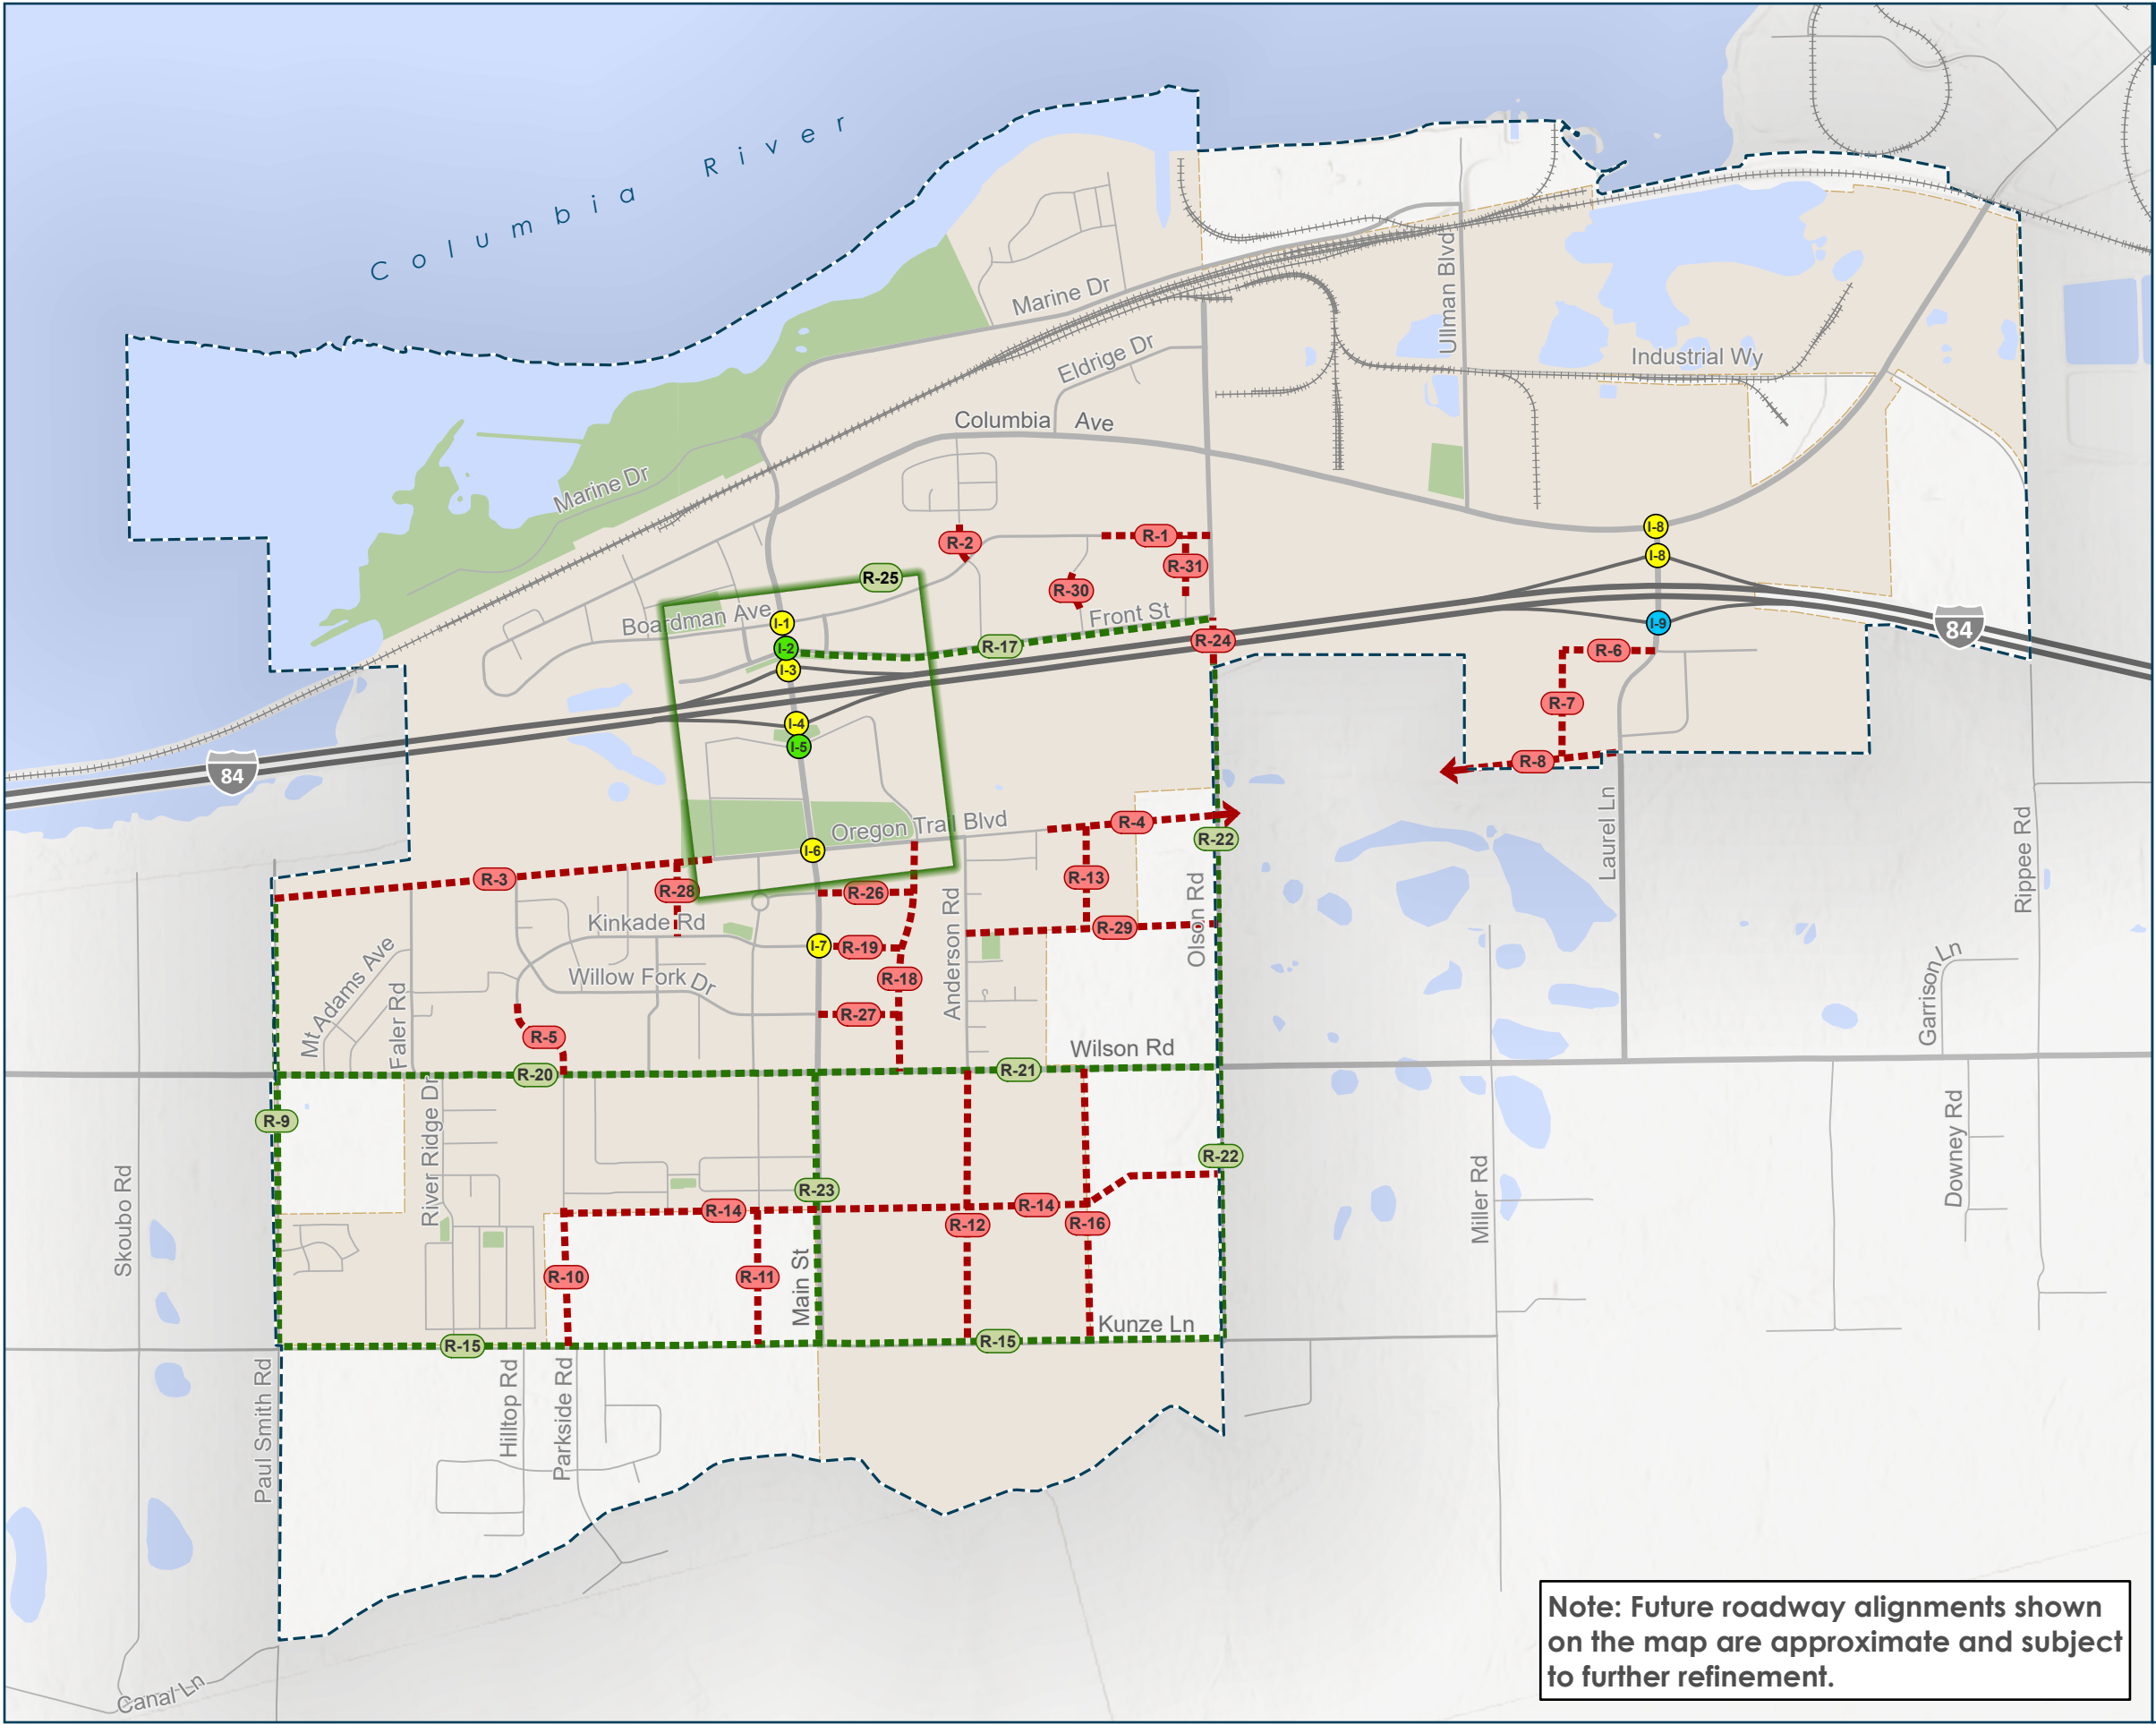 Columbia River
Marine Dr
Ullman Blvd
Eldrige Dr
Industrial Wy
Columbia Ave
Marine Dr
I-8
R-1
R-2
I-8
R-31
R-25
R-30
Boardman Ave
Front St
I-1
I-9
84
R-24
I-2
R-17
R-6
I-3
R-7
I-4
I-5
R-8
84
Oregon Trail Blvd
R-4
R-22
Laurel Ln
Rippee Rd
I-6
R-3
R-28
R-26
R-13
Kinkade Rd
Anderson Rd
R-29
Olson Rd
I-7
R-19
Mt Adams Ave
Willow Fork Dr
R-18
Garrison Ln
Faler Rd
R-27
R-5
Wilson Rd
R-20
R-21
R-9
River Ridge Dr
R-22
Downey Rd
Skoubo Rd
R-23
Miller Rd
R-14
R-14
R-12
R-16
R-10
R-11
Main St
Kunze Ln
R-15
R-15
Paul Smith Rd
Hilltop Rd
Parkside Rd
Canal Ln
Note: Future roadway alignments shown
on the map are approximate and subject
to further refinement.